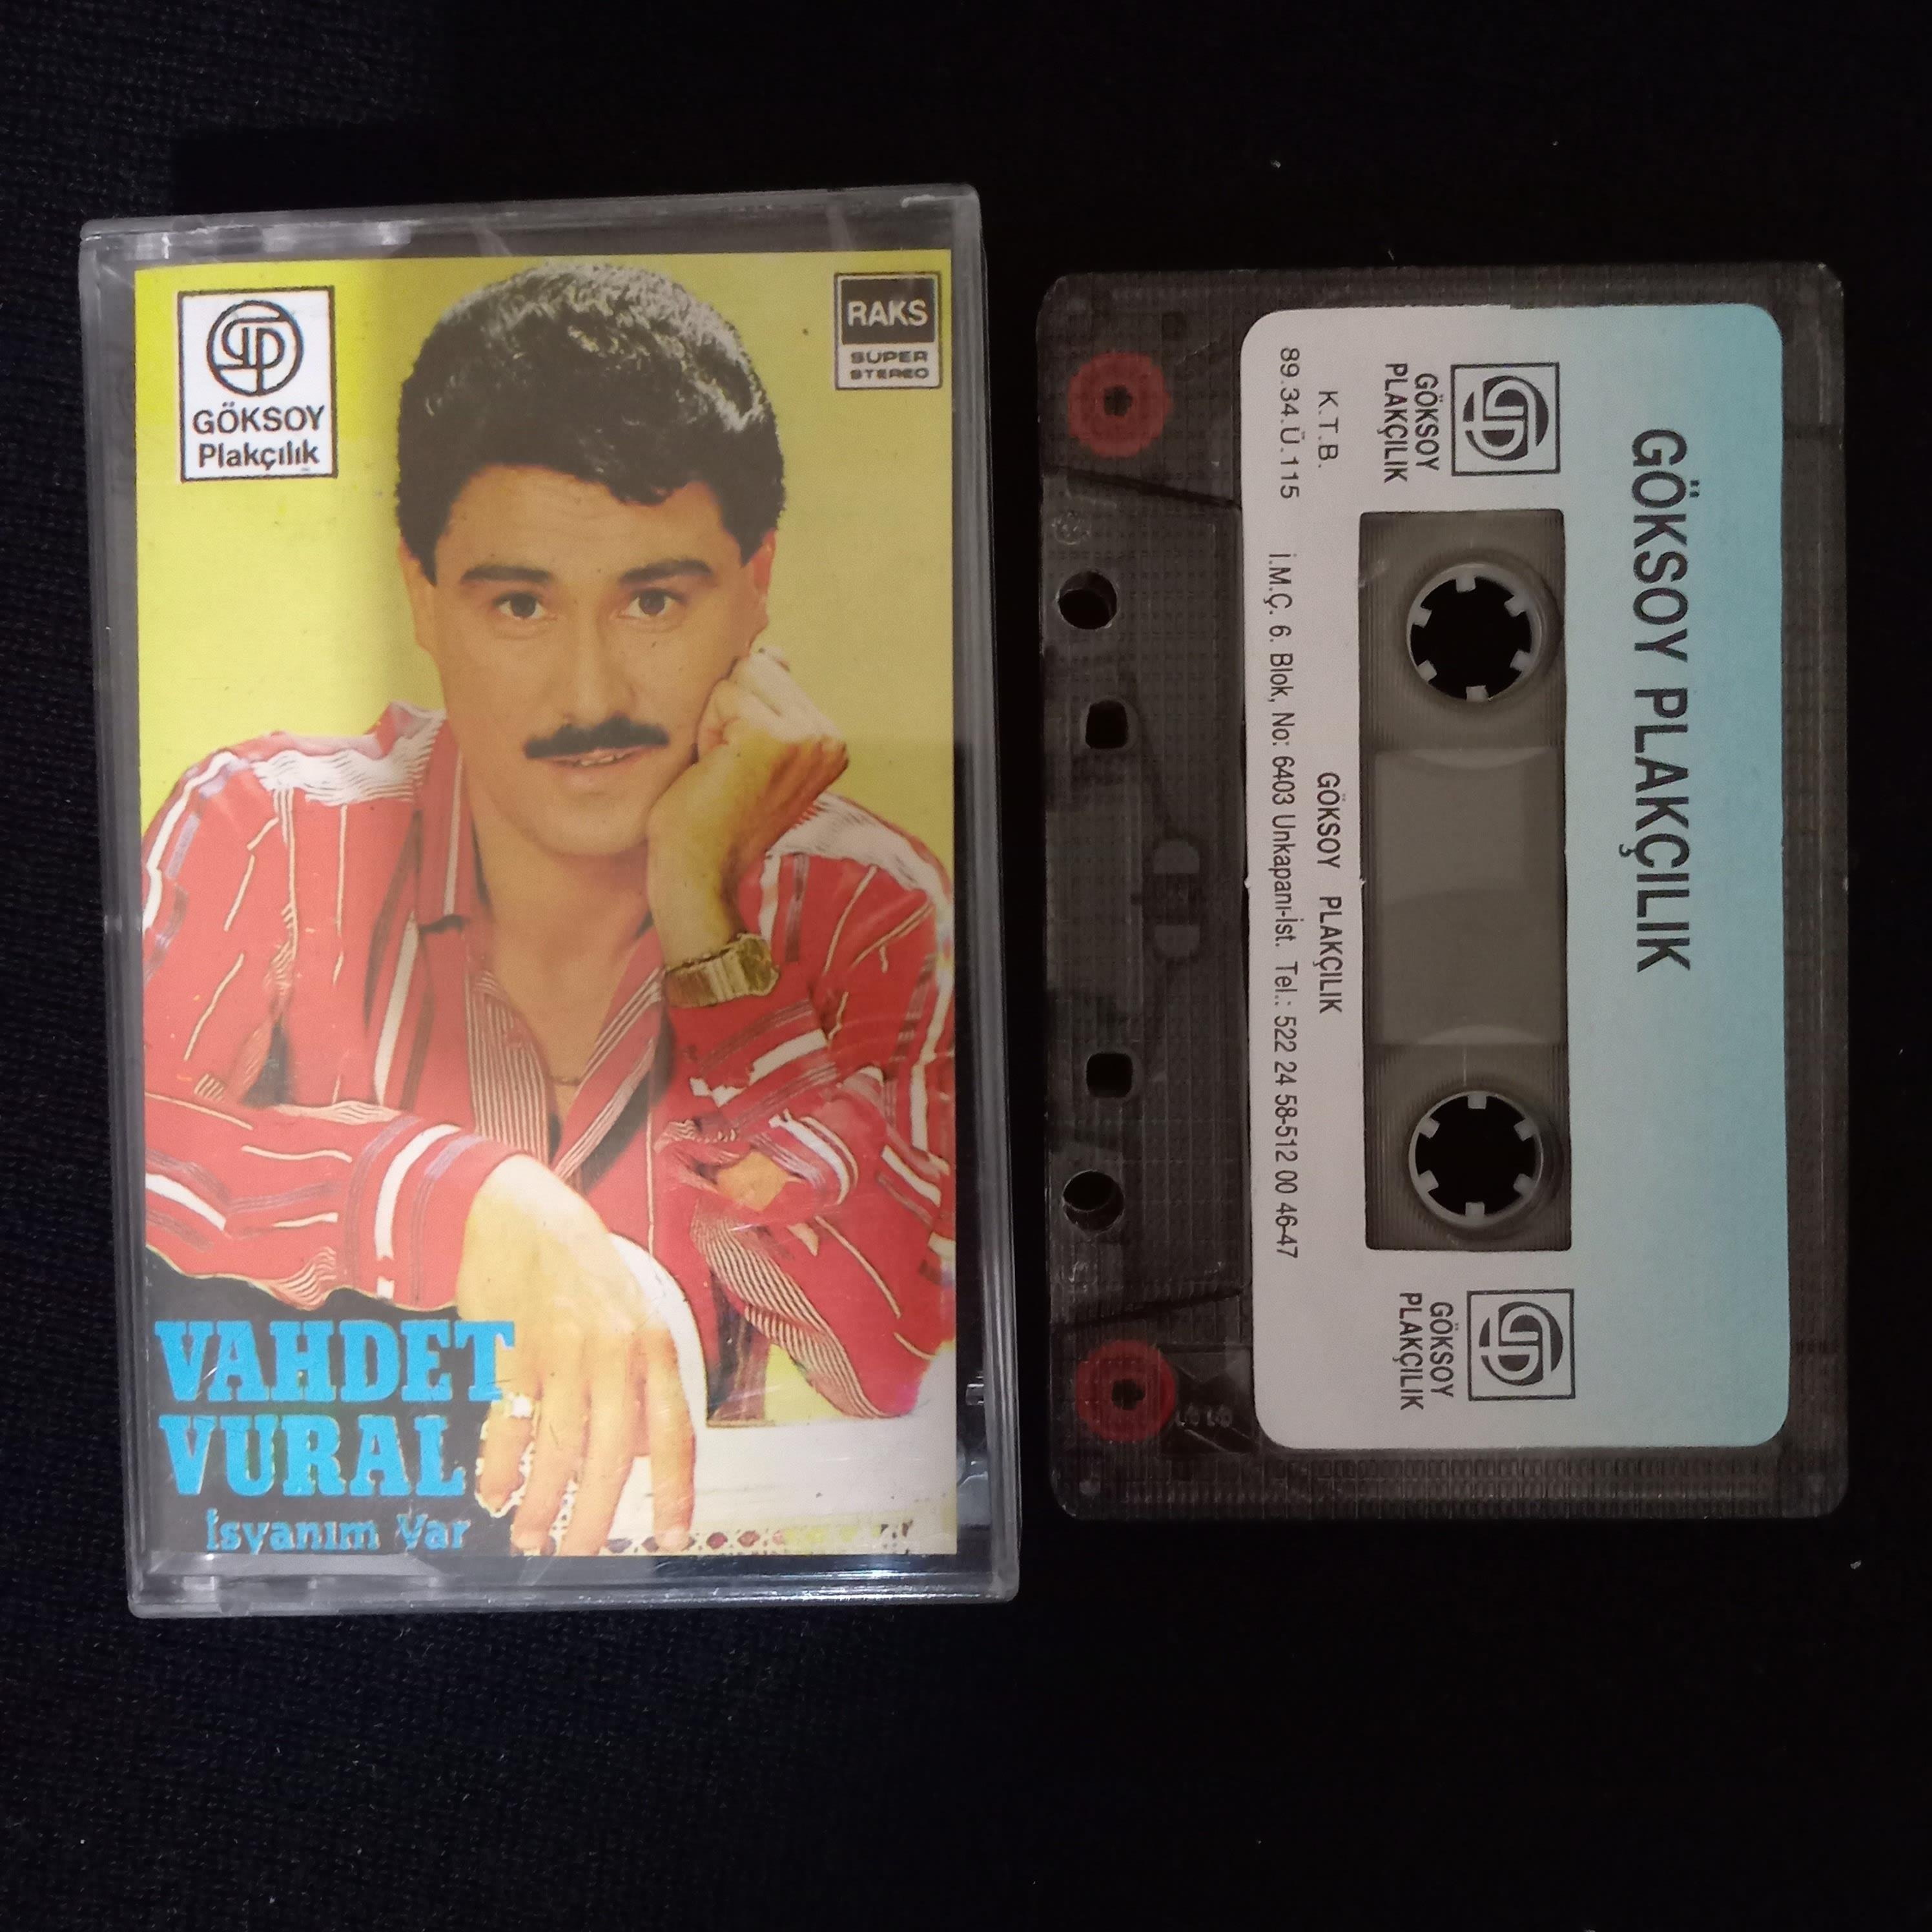 GÖKSOY
Plakçılık
RAKS
SÜPER
STEREO
VAHDET
VURAL
İsyanım Var
GÖKSOY PLAKÇILIK
GÖKSOY
PLAKÇILIK
GÖKSOY
PLAKÇILIK
K.T.B.
89.34.Ü.115
GÖKSOY PLAKÇILIK
İ.M.Ç. 6. Blok, No: 6403 Unkapanı-İst. Tel.: 522 24 58-512 00 46-47